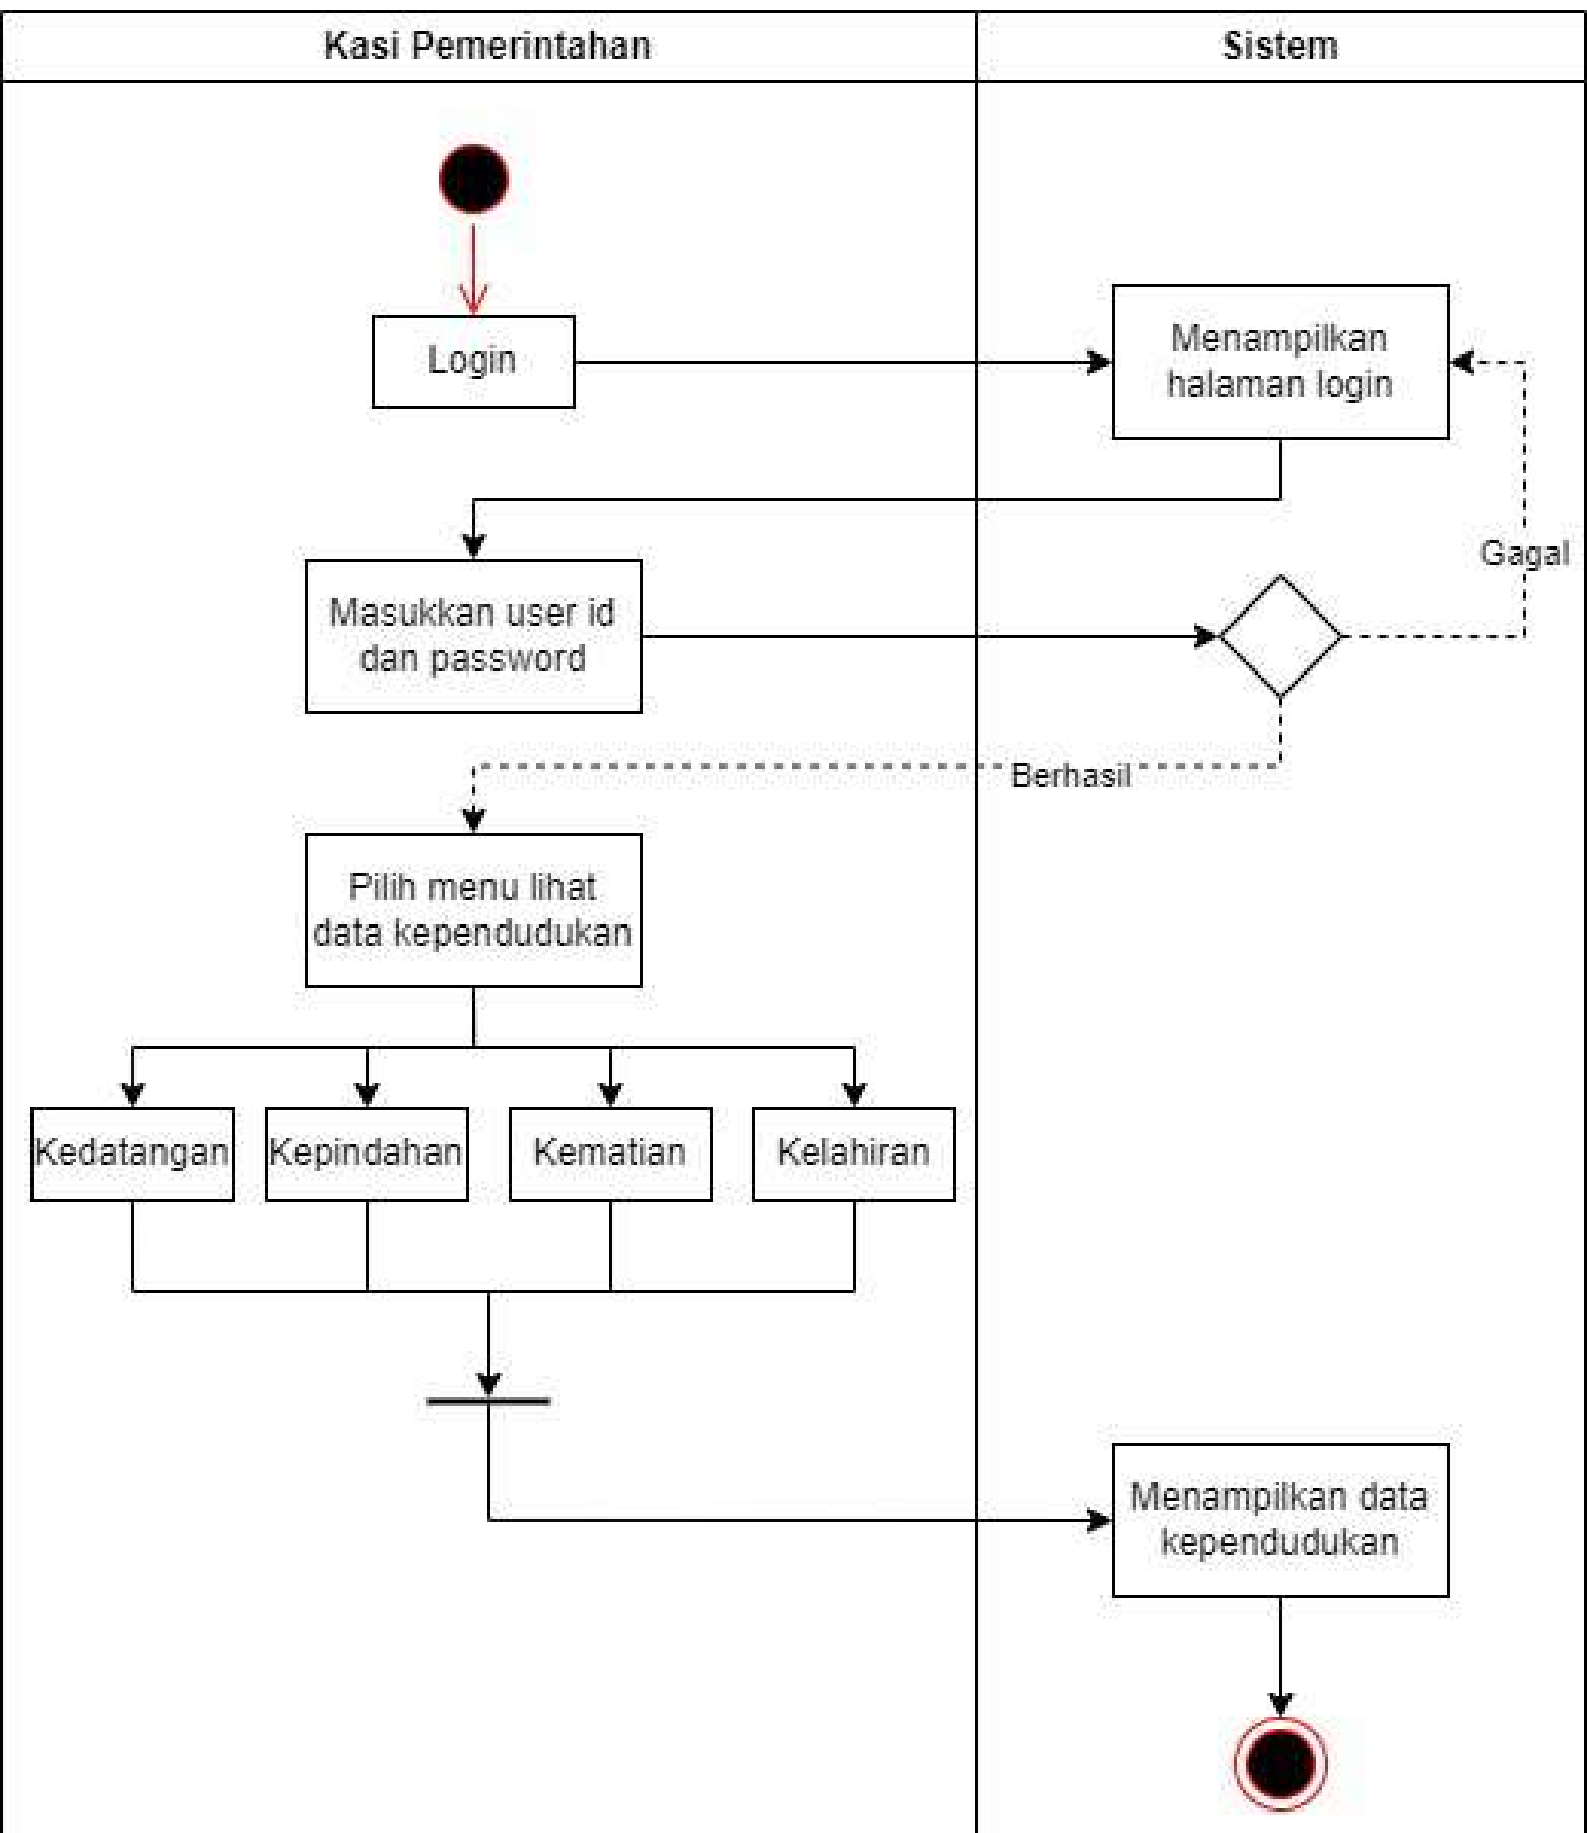 Kasi Pemerintahan
Sistem
Login
Menampilkan
halaman login
Gagal
Masukkan user id
dan password
Berhasil
Pilih menu lihat
data kependudukan
Kedatangan
Kepindahan
Kematian
Kelahiran
Menampilkan data
kependudukan